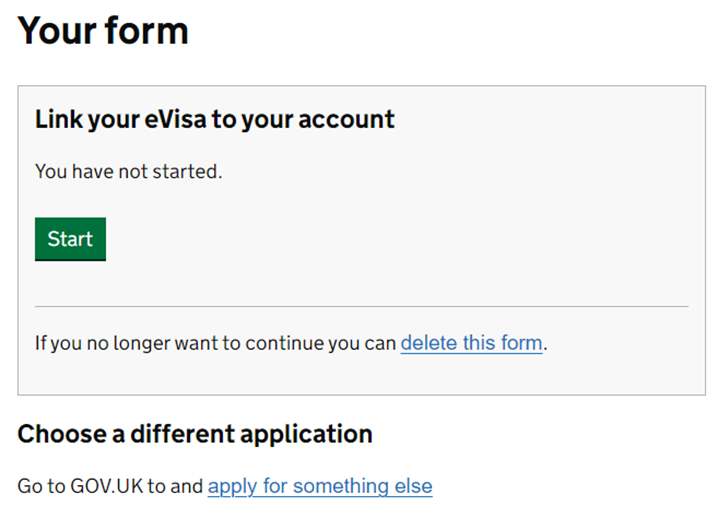 Your form
Link your eVisa to your account
You have not started.
Start
If you no longer want to continue you can delete this form.
Choose a different application
Go to GOV.UK to and apply for something else